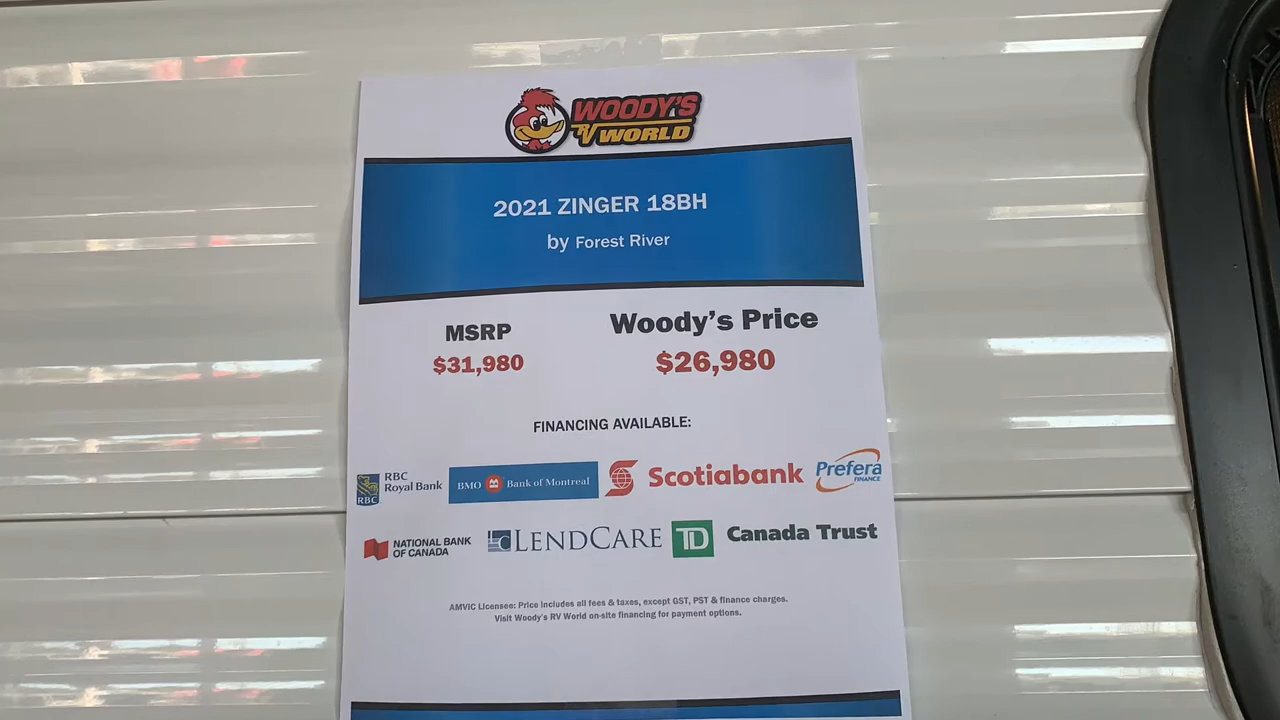 WOODY'S
RV WORLD
2021 ZINGER 18BH
by Forest River
MSRP
$31,980
Woody's Price
$26,980
FINANCING AVAILABLE:
RBC
RBC
Royal Bank
BMO Bank of Montreal
Scotiabank
Prefera
FINANCE
NATIONAL BANK
OF CANADA
LC LENDCARE
TD Canada Trust
AMVIC Licensee: Price includes all fees & taxes, except GST, PST & finance charges.
Visit Woody's RV World on-site financing for payment options.